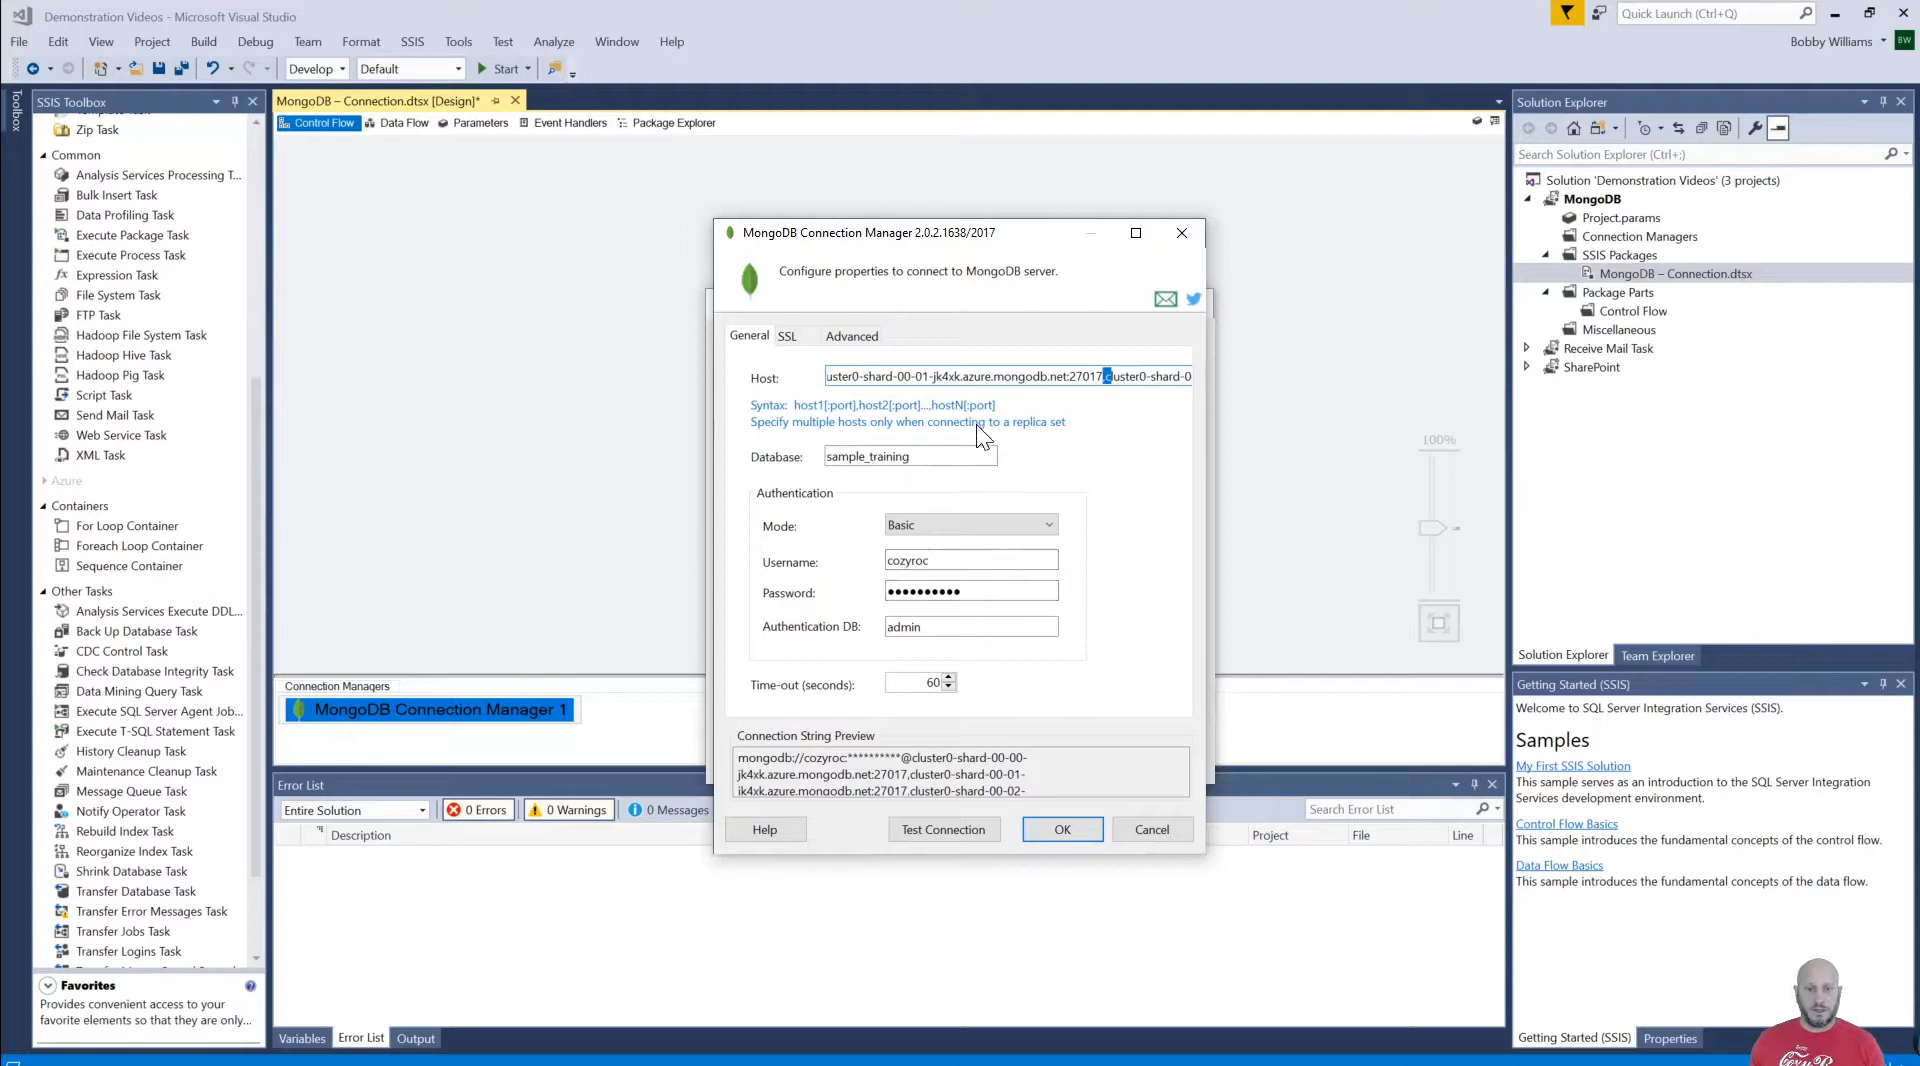 Demonstration Videos - Microsoft Visual Studio
Quick Launch (Ctrl+Q)
File Edit View Project Build Debug Team Format SSIS Tools Test Analyze Window Help
Bobby Williams BW
Develop Default Start
Toolbox
SSIS Toolbox
Zip Task
Common
Analysis Services Processing T...
Bulk Insert Task
Data Profiling Task
Execute Package Task
Execute Process Task
Expression Task
File System Task
FTP Task
Hadoop File System Task
Hadoop Hive Task
Hadoop Pig Task
Script Task
Send Mail Task
Web Service Task
XML Task
Azure
Containers
For Loop Container
Foreach Loop Container
Sequence Container
Other Tasks
Analysis Services Execute DDL...
Back Up Database Task
CDC Control Task
Check Database Integrity Task
Data Mining Query Task
Execute SQL Server Agent Job...
Execute T-SQL Statement Task
History Cleanup Task
Maintenance Cleanup Task
Message Queue Task
Notify Operator Task
Rebuild Index Task
Reorganize Index Task
Shrink Database Task
Transfer Database Task
Transfer Error Messages Task
Transfer Jobs Task
Transfer Logins Task
Favorites
Provides convenient access to your
favorite elements so that they are only...
MongoDB – Connection.dtsx [Design]*
Control Flow Data Flow Parameters Event Handlers Package Explorer
MongoDB Connection Manager 2.0.2.1638/2017
Configure properties to connect to MongoDB server.
General SSL Advanced
Host: uster0-shard-00-01-jk4xk.azure.mongodb.net:27017,cluster0-shard-0
Syntax: host1[:port],host2[:port]...,hostN[:port]
Specify multiple hosts only when connecting to a replica set
Database: sample_training
Authentication
Mode: Basic
Username: cozyroc
Password: ●●●●●●●●●●
Authentication DB: admin
Time-out (seconds): 60
Connection String Preview
mongodb://cozyroc:**********@cluster0-shard-00-00-
jk4xk.azure.mongodb.net:27017,cluster0-shard-00-01-
jk4xk.azure.mongodb.net:27017,cluster0-shard-00-02-
Help Test Connection OK Cancel
100%
Connection Managers
MongoDB Connection Manager 1
Error List
Entire Solution 0 Errors 0 Warnings 0 Messages Search Error List
Description Project File Line
Variables Error List Output
Solution Explorer
Search Solution Explorer (Ctrl+;)
Solution 'Demonstration Videos' (3 projects)
MongoDB
Project.params
Connection Managers
SSIS Packages
MongoDB – Connection.dtsx
Package Parts
Control Flow
Miscellaneous
Receive Mail Task
SharePoint
Solution Explorer Team Explorer
Getting Started (SSIS)
Welcome to SQL Server Integration Services (SSIS).
Samples
My First SSIS Solution
This sample serves as an introduction to the SQL Server Integration
Services development environment.
Control Flow Basics
This sample introduces the fundamental concepts of the control flow.
Data Flow Basics
This sample introduces the fundamental concepts of the data flow.
Getting Started (SSIS) Properties